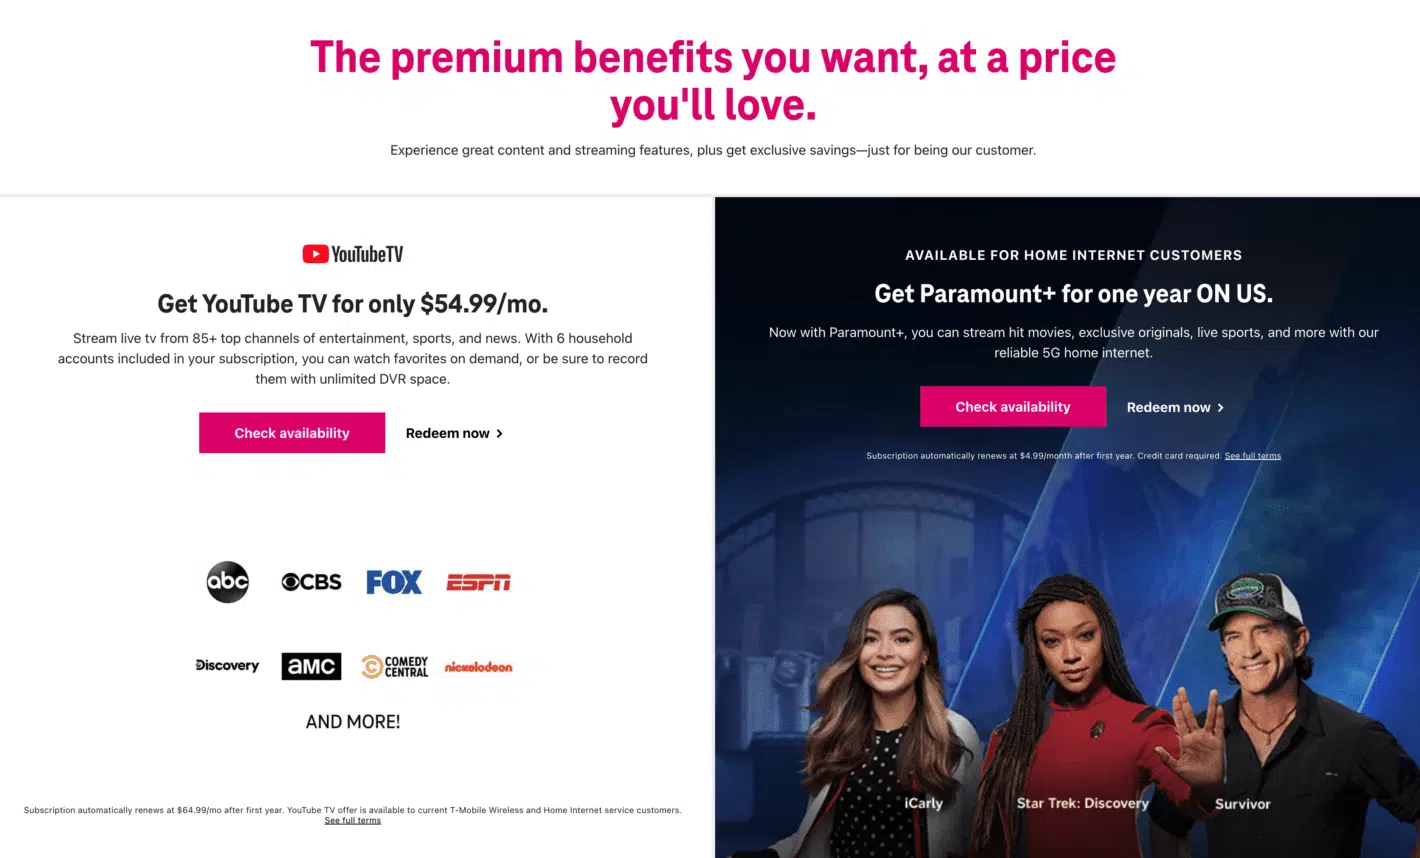 The premium benefits you want, at a price
you'll love.
Experience great content and streaming features, plus get exclusive savings—just for being our customer.
YouTubeTV
Get YouTube TV for only $54.99/mo.
Stream live tv from 85+ top channels of entertainment, sports, and news. With 6 household
accounts included in your subscription, you can watch favorites on demand, or be sure to record
them with unlimited DVR space.
Check availability
Redeem now
abc
CBS
FOX
ESPN
Discovery
aMC
COMEDY
CENTRAL
nickelodeon
AND MORE!
Subscription automatically renews at $64.99/mo after first year. YouTube TV offer is available to current T-Mobile Wireless and Home Internet service customers.
See full terms
AVAILABLE FOR HOME INTERNET CUSTOMERS
Get Paramount+ for one year ON US.
Now with Paramount+, you can stream hit movies, exclusive originals, live sports, and more with our
reliable 5G home internet.
Check availability
Redeem now
Subscription automatically renews at $4.99/month after first year. Credit card required. See full terms
iCarly
Star Trek: Discovery
Survivor